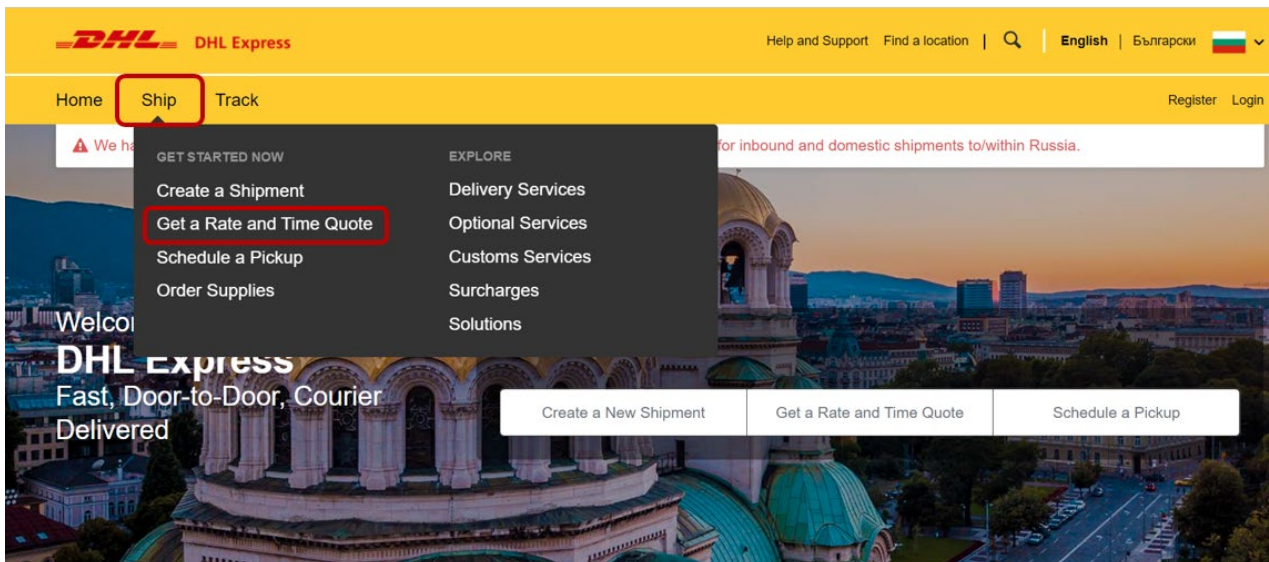 DHL DHL Express
Help and Support Find a location | English | Български
Home Ship Track
Register Login
We ha
for inbound and domestic shipments to/within Russia.
GET STARTED NOW
Create a Shipment
Get a Rate and Time Quote
Schedule a Pickup
Order Supplies
EXPLORE
Delivery Services
Optional Services
Customs Services
Surcharges
Solutions
Welco
DHL Express
Fast, Door-to-Door, Courier
Delivered
Create a New Shipment
Get a Rate and Time Quote
Schedule a Pickup